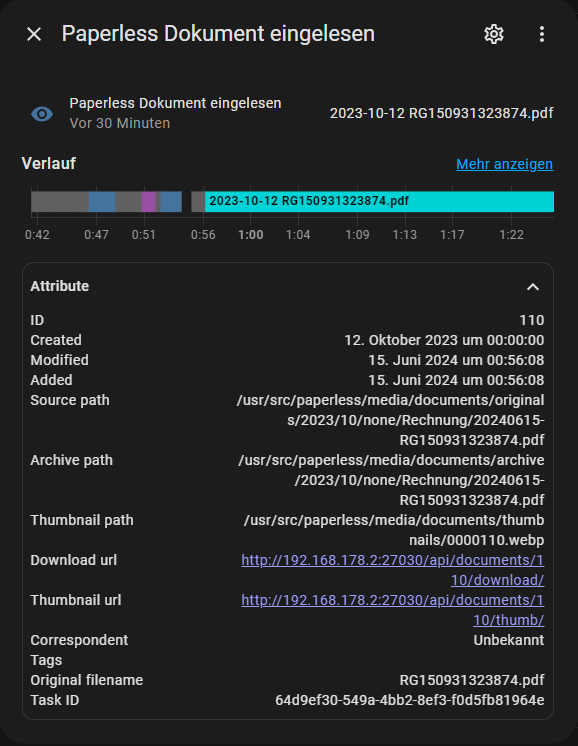 Paperless Dokument eingelesen
Paperless Dokument eingelesen
Vor 30 Minuten
2023-10-12 RG150931323874.pdf
Verlauf
Mehr anzeigen
2023-10-12 RG150931323874.pdf
0:42 0:47 0:51 0:56 1:00 1:04 1:09 1:13 1:17 1:22
Attribute
ID 110
Created 12. Oktober 2023 um 00:00:00
Modified 15. Juni 2024 um 00:56:08
Added 15. Juni 2024 um 00:56:08
Source path /usr/src/paperless/media/documents/original
s/2023/10/none/Rechnung/20240615-
RG150931323874.pdf
Archive path /usr/src/paperless/media/documents/archive
/2023/10/none/Rechnung/20240615-
RG150931323874.pdf
Thumbnail path /usr/src/paperless/media/documents/thumb
nails/0000110.webp
Download url http://192.168.178.2:27030/api/documents/1
10/download/
Thumbnail url http://192.168.178.2:27030/api/documents/1
10/thumb/
Correspondent Unbekannt
Tags
Original filename RG150931323874.pdf
Task ID 64d9ef30-549a-4bb2-8ef3-f0d5fb81964e